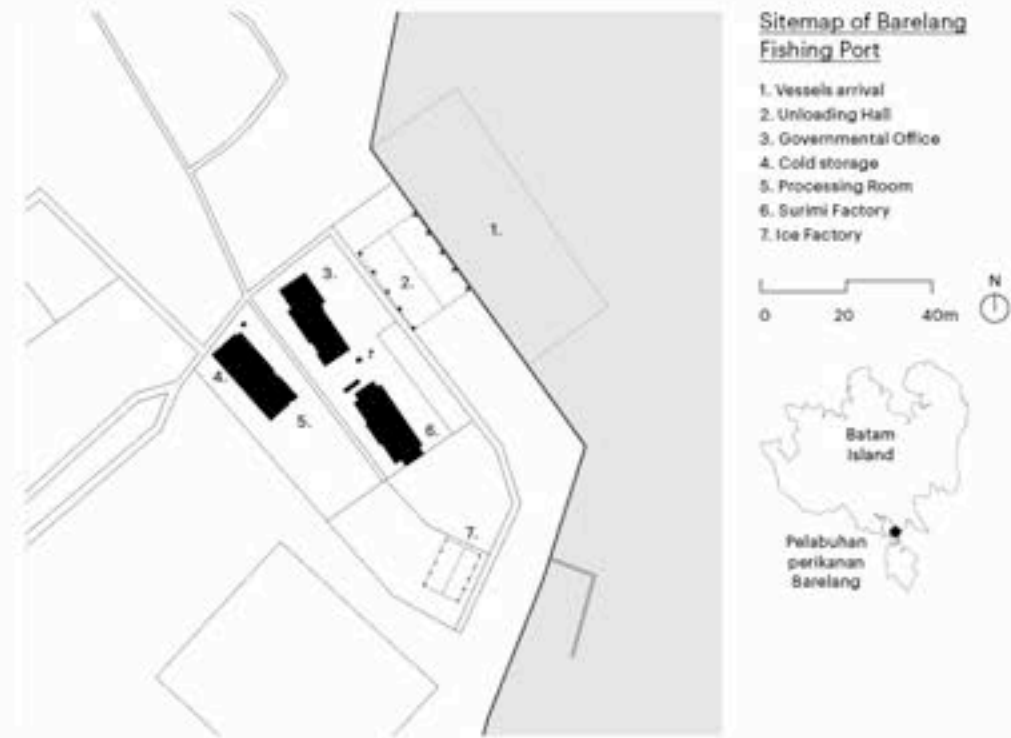 Sitemap of Barelang
Fishing Port
1. Vessels arrival
2. Unloading Hall
3. Governmental Office
4. Cold storage
5. Processing Room
6. Surimi Factory
7. Ice Factory
0 20 40m
N
Batam
Island
Pelabuhan
perikanan
Barelang
1.
2.
3.
4.
5.
6.
7.